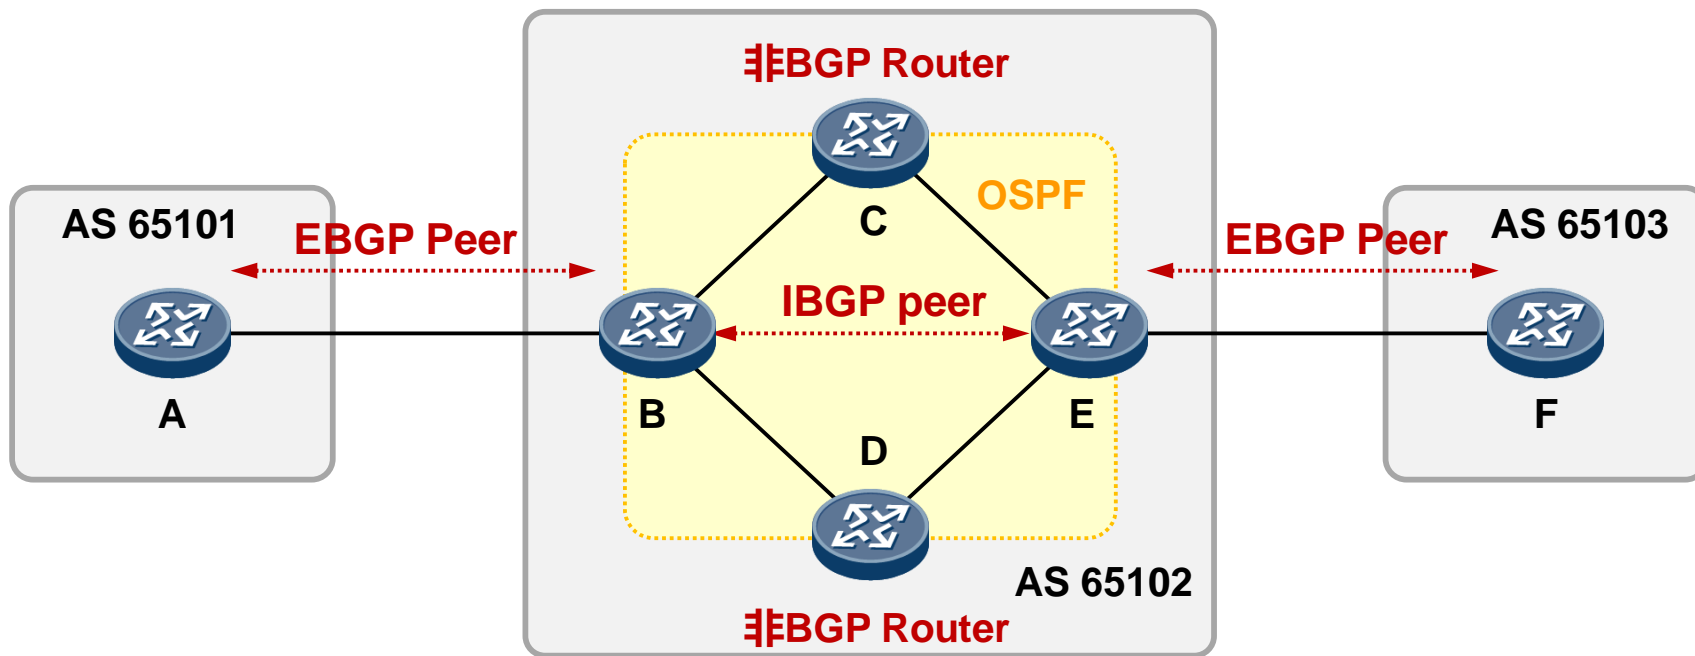 非BGP Router
C
OSPF
AS 65101
EBGP Peer
EBGP Peer
AS 65103
IBGP peer
A
B
E
F
D
AS 65102
非BGP Router